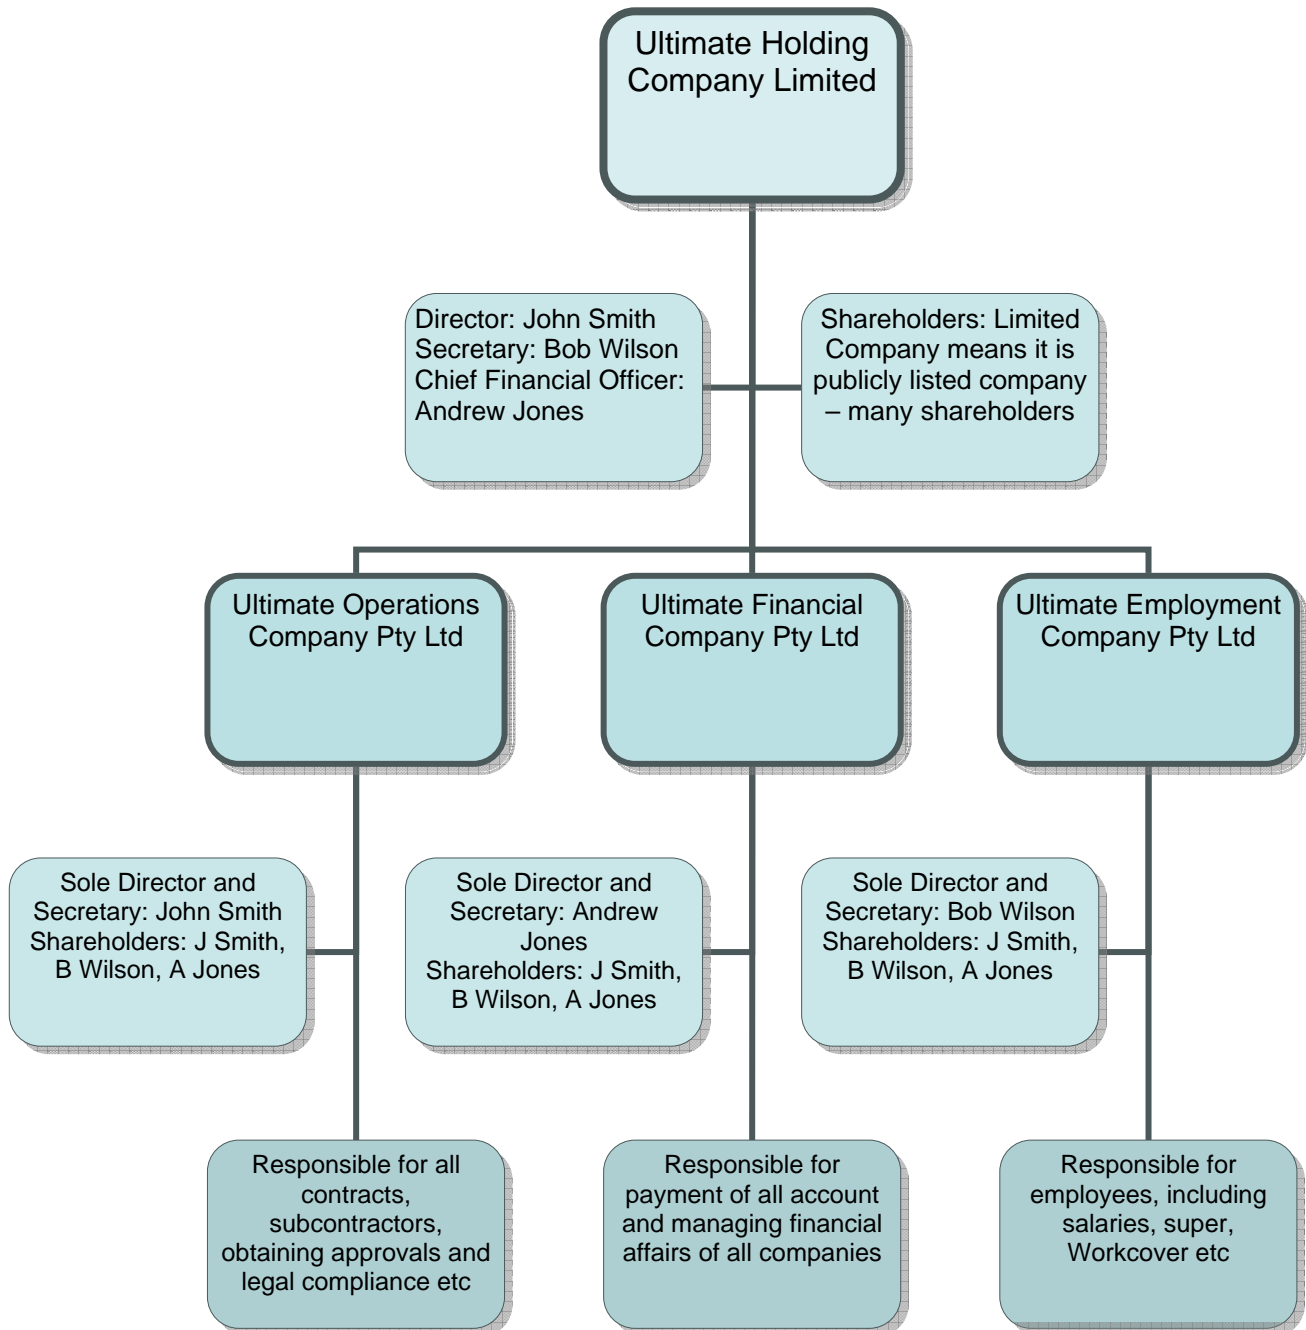 Ultimate Holding
Company Limited
Director: John Smith
Secretary: Bob Wilson
Chief Financial Officer:
Andrew Jones
Shareholders: Limited
Company means it is
publicly listed company
– many shareholders
Ultimate Operations
Company Pty Ltd
Ultimate Financial
Company Pty Ltd
Ultimate Employment
Company Pty Ltd
Sole Director and
Secretary: John Smith
Shareholders: J Smith,
B Wilson, A Jones
Sole Director and
Secretary: Andrew
Jones
Shareholders: J Smith,
B Wilson, A Jones
Sole Director and
Secretary: Bob Wilson
Shareholders: J Smith,
B Wilson, A Jones
Responsible for all
contracts,
subcontractors,
obtaining approvals and
legal compliance etc
Responsible for
payment of all account
and managing financial
affairs of all companies
Responsible for
employees, including
salaries, super,
Workcover etc